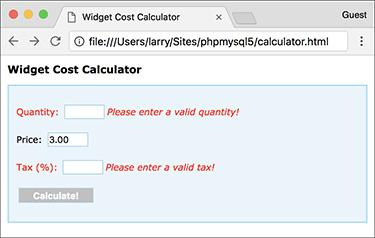 Widget Cost Calculator
Guest
file:///Users/larry/Sites/phpmysql5/calculator.html
Widget Cost Calculator
Quantity: Please enter a valid quantity!
Price: 3.00
Tax (%): Please enter a valid tax!
Calculate!